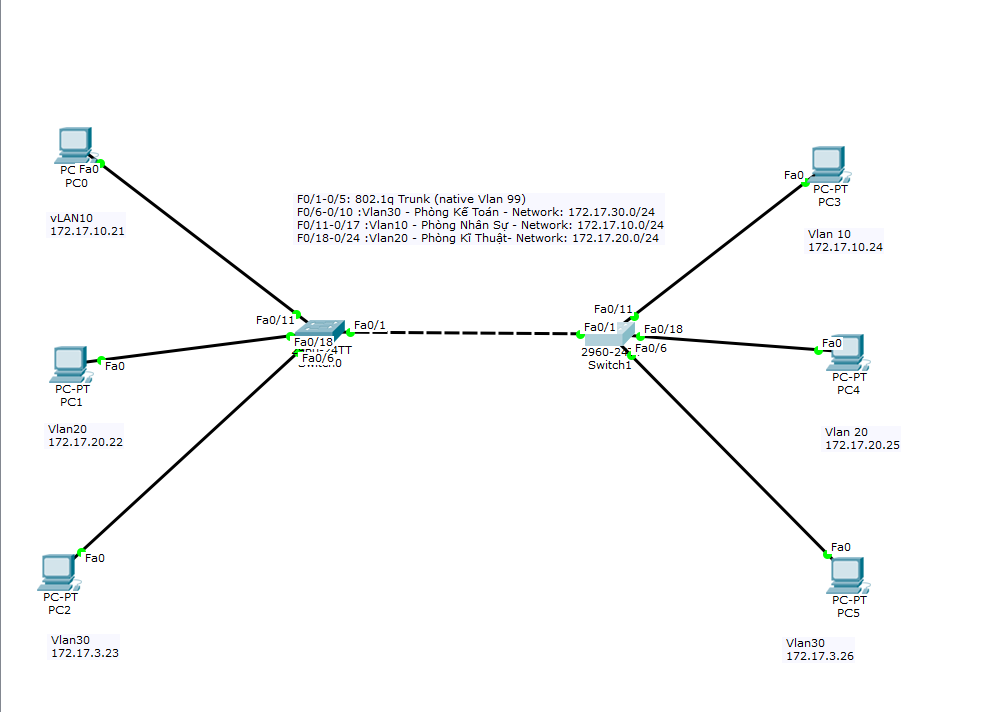 PC Fa0
PC0
vLAN10
172.17.10.21
F0/1-0/5: 802.1q Trunk (native Vlan 99)
F0/6-0/10 :Vlan30 - Phòng Kế Toán - Network: 172.17.30.0/24
F0/11-0/17 :Vlan10 - Phòng Nhân Sự - Network: 172.17.10.0/24
F0/18-0/24 :Vlan20 - Phòng Kĩ Thuật- Network: 172.17.20.0/24
Fa0
PC-PT
PC3
Vlan 10
172.17.10.24
Fa0/11
Fa0/1
Fa0/18
Fa0/6
Switch0
Fa0/11
Fa0/1
Fa0/18
Fa0/6
2960-24
Switch1
Fa0
PC-PT
PC1
Vlan20
172.17.20.22
Fa0
PC-PT
PC4
Vlan 20
172.17.20.25
Fa0
PC-PT
PC2
Vlan30
172.17.3.23
Fa0
PC-PT
PC5
Vlan30
172.17.3.26